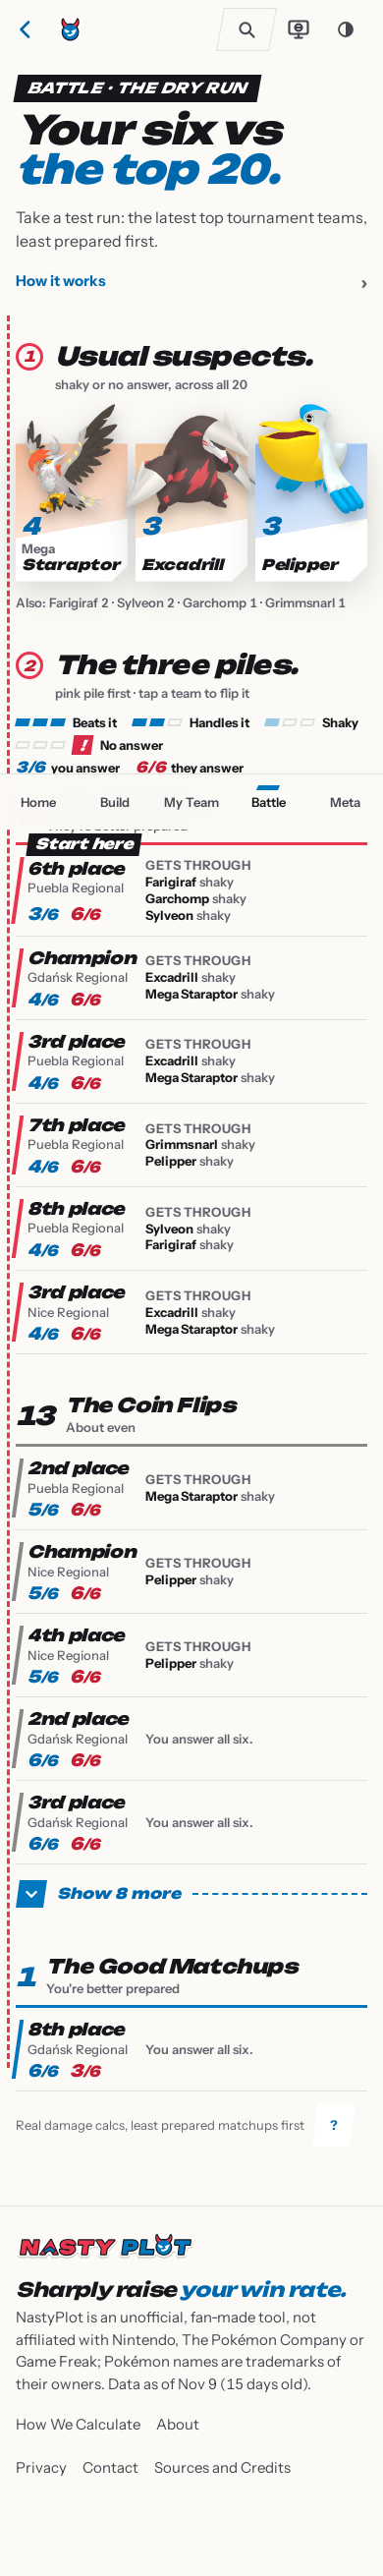 BATTLE · THE DRY RUN
Your six vs
the top 20.
Take a test run: the latest top tournament teams,
least prepared first.
How it works ›
1 Usual suspects.
shaky or no answer, across all 20
4 3 3
Mega
Staraptor Excadrill Pelipper
Also: Farigiraf 2 · Sylveon 2 · Garchomp 1 · Grimmsnarl 1
2 The three piles.
pink pile first · tap a team to flip it
Beats it Handles it Shaky
! No answer
3/6 you answer 6/6 they answer
Home Build My Team Battle Meta
They're better prepared
Start here
6th place
Puebla Regional
3/6 6/6
GETS THROUGH
Farigiraf shaky
Garchomp shaky
Sylveon shaky
Champion
Gdańsk Regional
4/6 6/6
GETS THROUGH
Excadrill shaky
Mega Staraptor shaky
3rd place
Puebla Regional
4/6 6/6
GETS THROUGH
Excadrill shaky
Mega Staraptor shaky
7th place
Puebla Regional
4/6 6/6
GETS THROUGH
Grimmsnarl shaky
Pelipper shaky
8th place
Puebla Regional
4/6 6/6
GETS THROUGH
Sylveon shaky
Farigiraf shaky
3rd place
Nice Regional
4/6 6/6
GETS THROUGH
Excadrill shaky
Mega Staraptor shaky
13 The Coin Flips
About even
2nd place
Puebla Regional
5/6 6/6
GETS THROUGH
Mega Staraptor shaky
Champion
Nice Regional
5/6 6/6
GETS THROUGH
Pelipper shaky
4th place
Nice Regional
5/6 6/6
GETS THROUGH
Pelipper shaky
2nd place
Gdańsk Regional
6/6 6/6
You answer all six.
3rd place
Gdańsk Regional
6/6 6/6
You answer all six.
Show 8 more
1 The Good Matchups
You're better prepared
8th place
Gdańsk Regional
6/6 3/6
You answer all six.
Real damage calcs, least prepared matchups first ?
NASTY PLOT
Sharply raise your win rate.
NastyPlot is an unofficial, fan-made tool, not
affiliated with Nintendo, The Pokémon Company or
Game Freak; Pokémon names are trademarks of
their owners. Data as of Nov 9 (15 days old).
How We Calculate About
Privacy Contact Sources and Credits